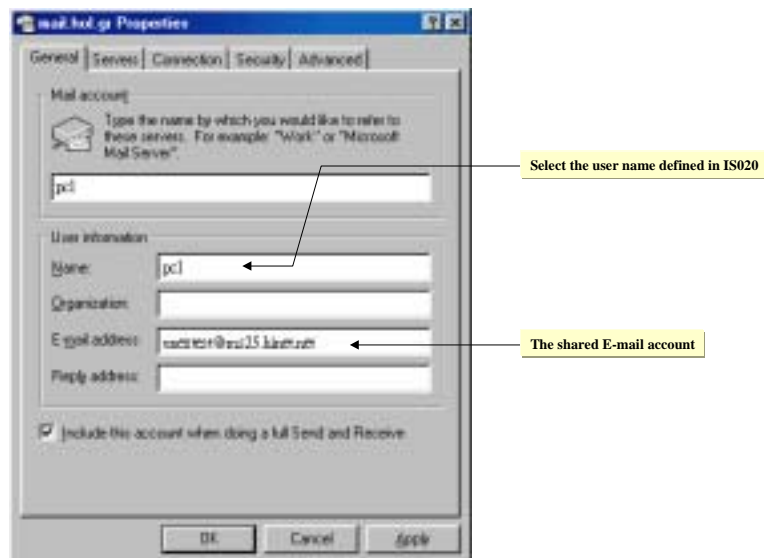 mail.hol.gr Properties
General Servers Connection Security Advanced
Mail account
Type the name by which you would like to refer to
these servers. For example: "Work" or "Microsoft
Mail Server".
pc1
Select the user name defined in IS020
User information
Name: pc1
Organization:
E-mail address:
The shared E-mail account
Reply address:
Include this account when doing a full Send and Receive
OK Cancel Apply